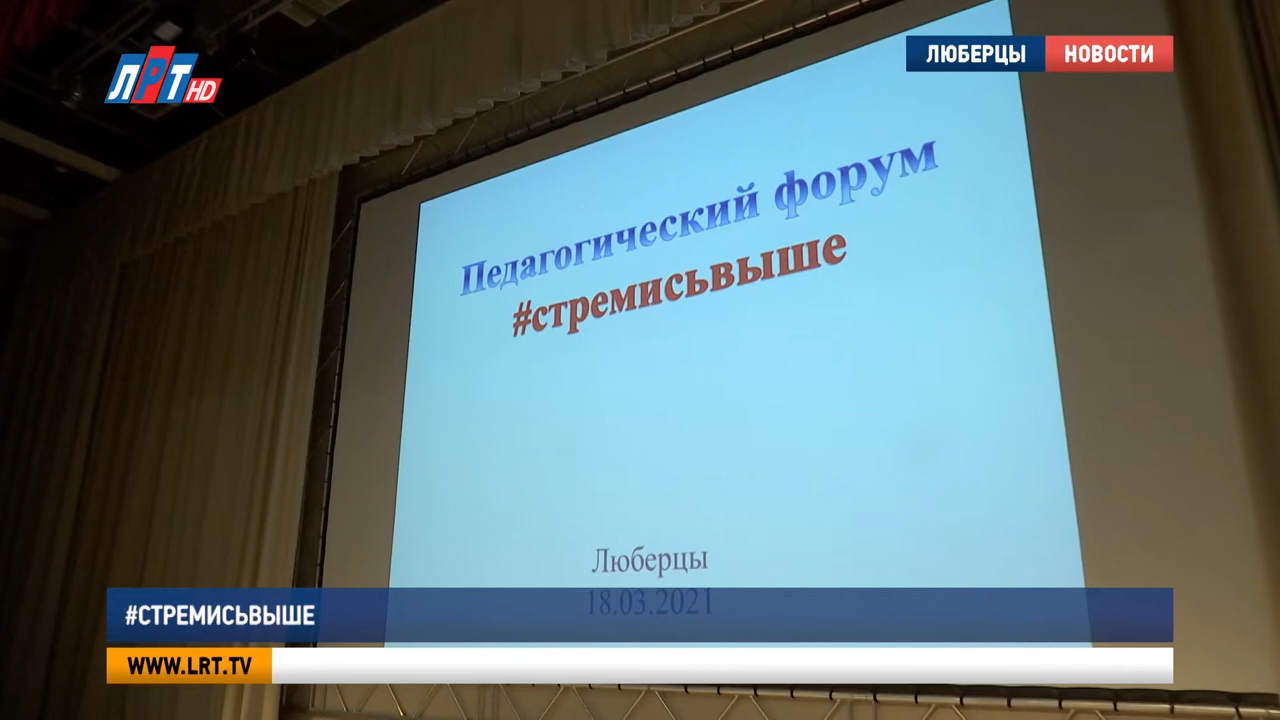 ЛРТ HD
ЛЮБЕРЦЫ НОВОСТИ
Педагогический форум
#стремисьвыше
Люберцы
18.03.2021
#СТРЕМИСЬВЫШЕ
WWW.LRT.TV